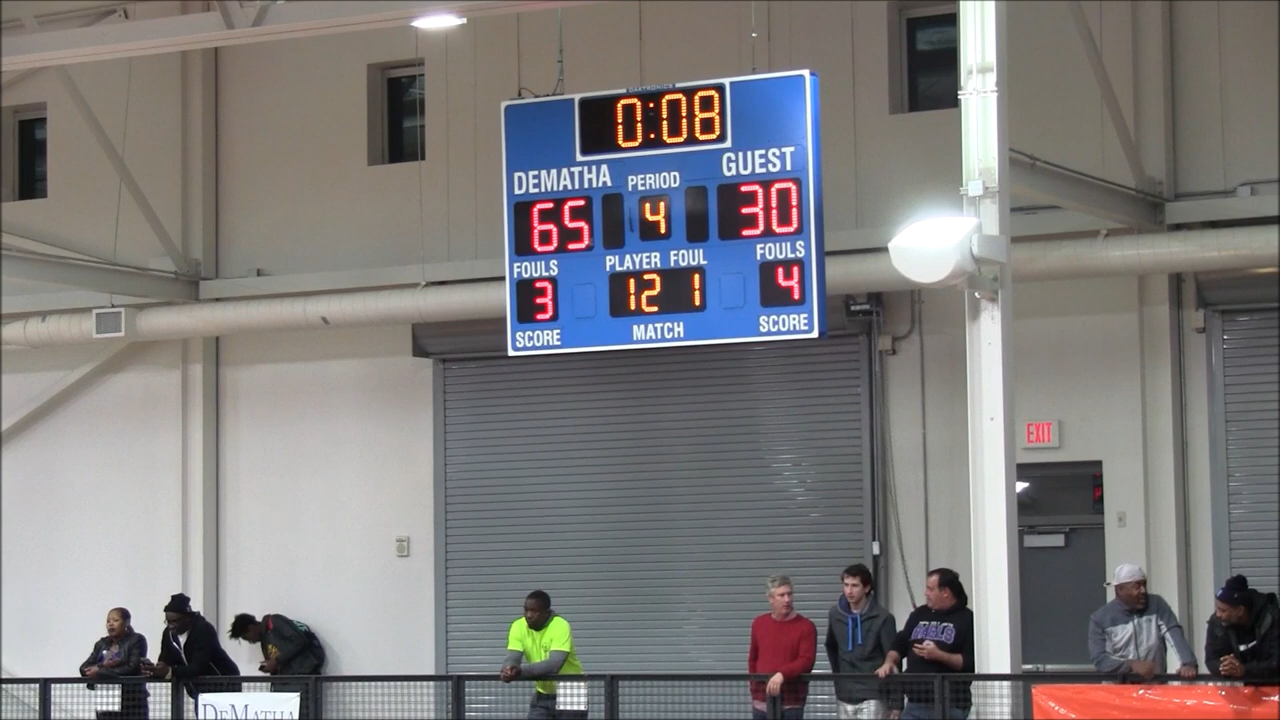 DAKTRONICS
0:08
DEMATHA GUEST
PERIOD
65 4 30
FOULS PLAYER FOUL FOULS
3 12 1 4
SCORE MATCH SCORE
EXIT
DEMATHA